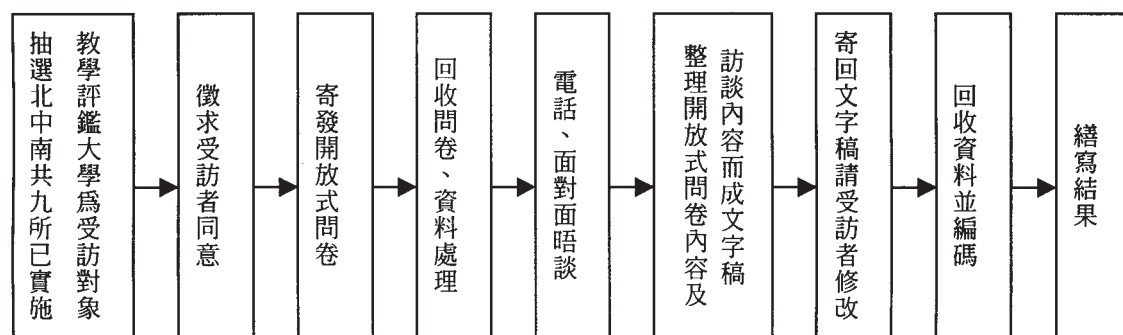 抽選北中南共九所已實施
教學評鑑大學爲受訪對象
徵求受訪者同意
寄發開放式問卷
回收問卷、資料處理
電話、面對面晤談
整理開放式問卷內容及
訪談內容而成文字稿
寄回文字稿請受訪者修改
回收資料並編碼
繕寫結果